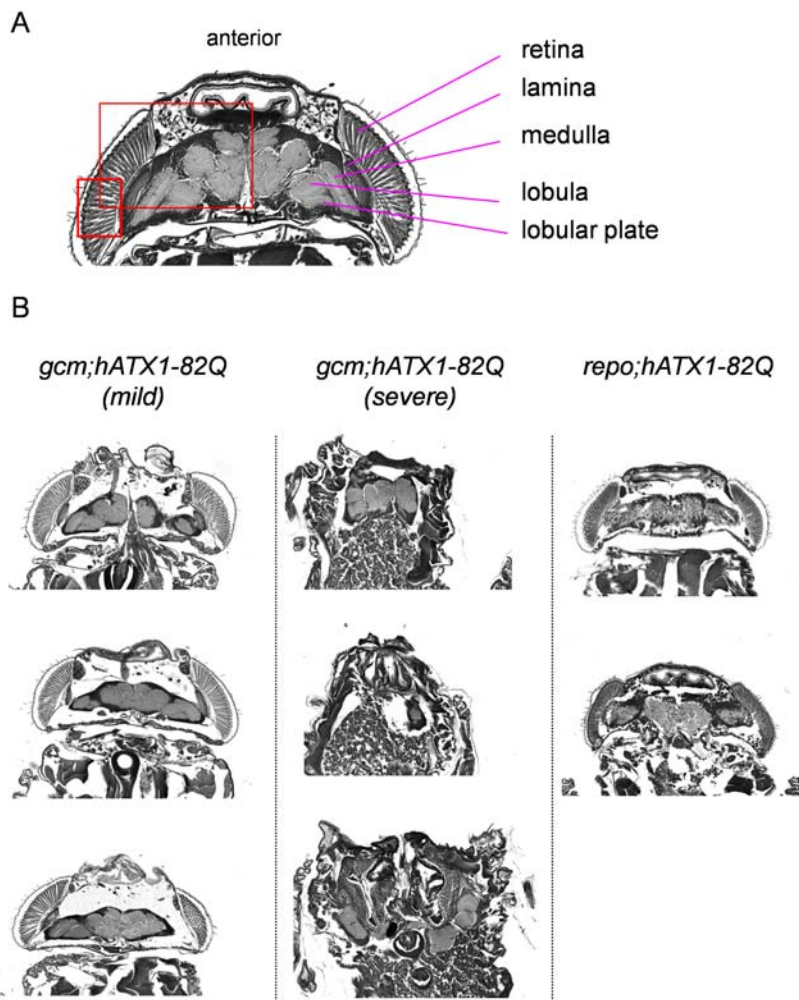 A
anterior
retina
lamina
medulla
lobula
lobular plate
B
gcm;hATX1-82Q
(mild)
gcm;hATX1-82Q
(severe)
repo;hATX1-82Q